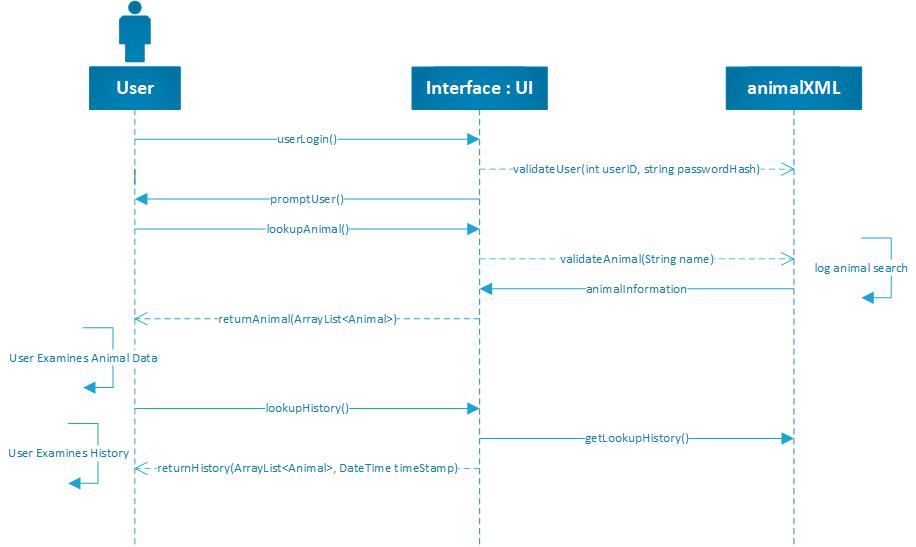 User
Interface : UI
animalXML
userLogin()
validateUser(int userID, string passwordHash)
promptUser()
lookupAnimal()
validateAnimal(String name)
log animal search
animalInformation
returnAnimal(ArrayList<Animal>)
User Examines Animal Data
lookupHistory()
getLookupHistory()
User Examines History
returnHistory(ArrayList<Animal>, DateTime timeStamp)